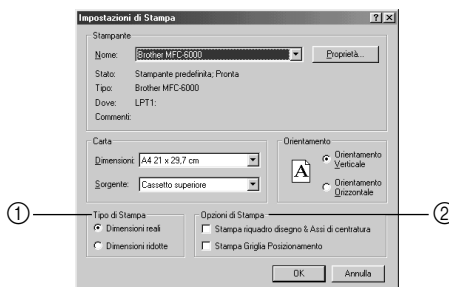 Impostazioni di Stampa
Stampante
Nome: Brother MFC-6000 Proprietà...
Stato: Stampante predefinita; Pronta
Tipo: Brother MFC-6000
Dove: LPT1:
Commenti:
Carta
Dimensioni: A4 21 x 29,7 cm
Sorgente: Cassetto superiore
Orientamento
A
Orientamento Verticale
Orientamento Orizzontale
1
Tipo di Stampa
Dimensioni reali
Dimensioni ridotte
Opzioni di Stampa
Stampa riquadro disegno & Assi di centratura
Stampa Griglia Posizionamento
2
OK Annulla